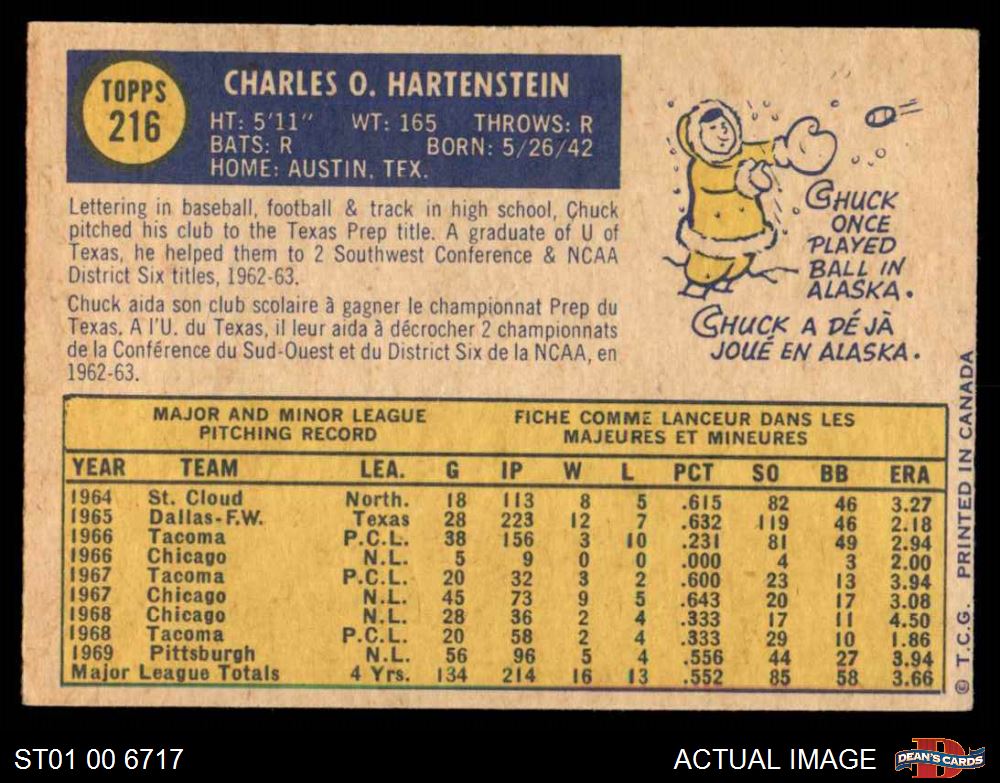 TOPPS
216
CHARLES O. HARTENSTEIN
HT: 5'11" WT: 165 THROWS: R
BATS: R BORN: 5/26/42
HOME: AUSTIN, TEX.
Lettering in baseball, football & track in high school, Chuck
pitched his club to the Texas Prep title. A graduate of U of
Texas, he helped them to 2 Southwest Conference & NCAA
District Six titles, 1962-63.
Chuck aida son club scolaire à gagner le championnat Prep du
Texas. A l'U. du Texas, il leur aida à décrocher 2 championnats
de la Conférence du Sud-Ouest et du District Six de la NCAA, en
1962-63.
CHUCK
ONCE
PLAYED
BALL IN
ALASKA.
CHUCK A DÉJÀ
JOUÉ EN ALASKA.
MAJOR AND MINOR LEAGUE
PITCHING RECORD
FICHE COMME LANCEUR DANS LES
MAJEURES ET MINEURES
YEAR TEAM LEA. G IP W L PCT SO BB ERA
1964 St. Cloud North. 18 113 8 5 .615 82 46 3.27
1965 Dallas-F.W. Texas 28 223 12 7 .632 119 46 2.18
1966 Tacoma P.C.L. 38 156 3 10 .231 81 49 2.94
1966 Chicago N.L. 5 9 0 0 .000 4 3 2.00
1967 Tacoma P.C.L. 20 32 3 2 .600 23 13 3.94
1967 Chicago N.L. 45 73 9 5 .643 20 17 3.08
1968 Chicago N.L. 28 36 2 4 .333 17 11 4.50
1968 Tacoma P.C.L. 20 58 2 4 .333 29 10 1.86
1969 Pittsburgh N.L. 56 96 5 4 .556 44 27 3.94
Major League Totals 4 Yrs. 134 214 16 13 .552 85 58 3.66
© T.C.G. PRINTED IN CANADA
ST01 00 6717
ACTUAL IMAGE
D
DEAN'S CARDS